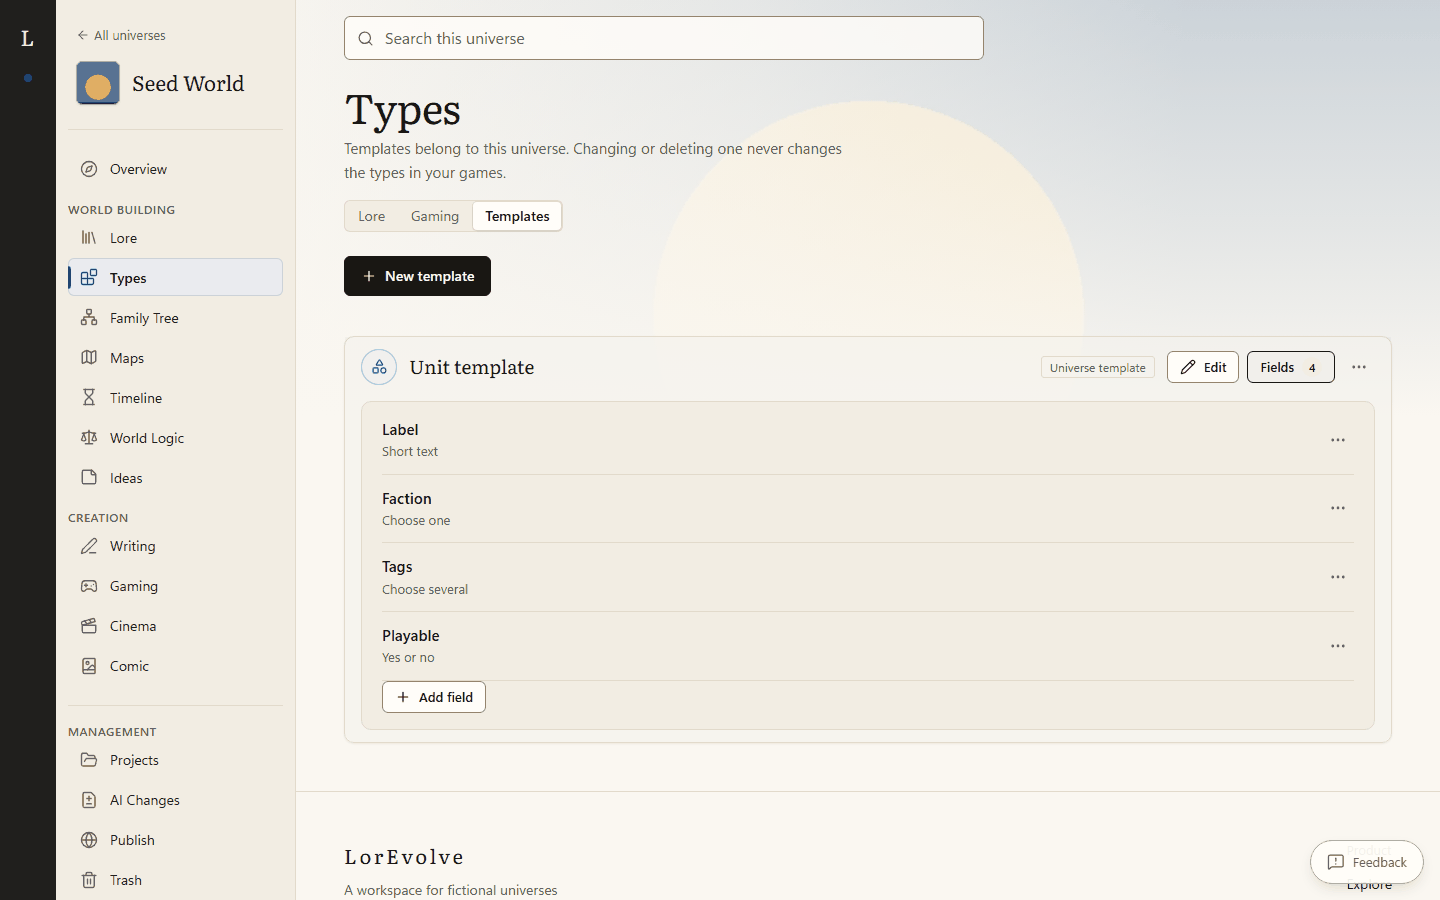 L
All universes
Seed World
Overview
WORLD BUILDING
Lore
Types
Family Tree
Maps
Timeline
World Logic
Ideas
CREATION
Writing
Gaming
Cinema
Comic
MANAGEMENT
Projects
AI Changes
Publish
Trash
Search this universe
Types
Templates belong to this universe. Changing or deleting one never changes
the types in your games.
Lore Gaming Templates
New template
Unit template
Universe template
Edit
Fields 4
Label
Short text
Faction
Choose one
Tags
Choose several
Playable
Yes or no
Add field
LorEvolve
A workspace for fictional universes
Product
Feedback
Explore